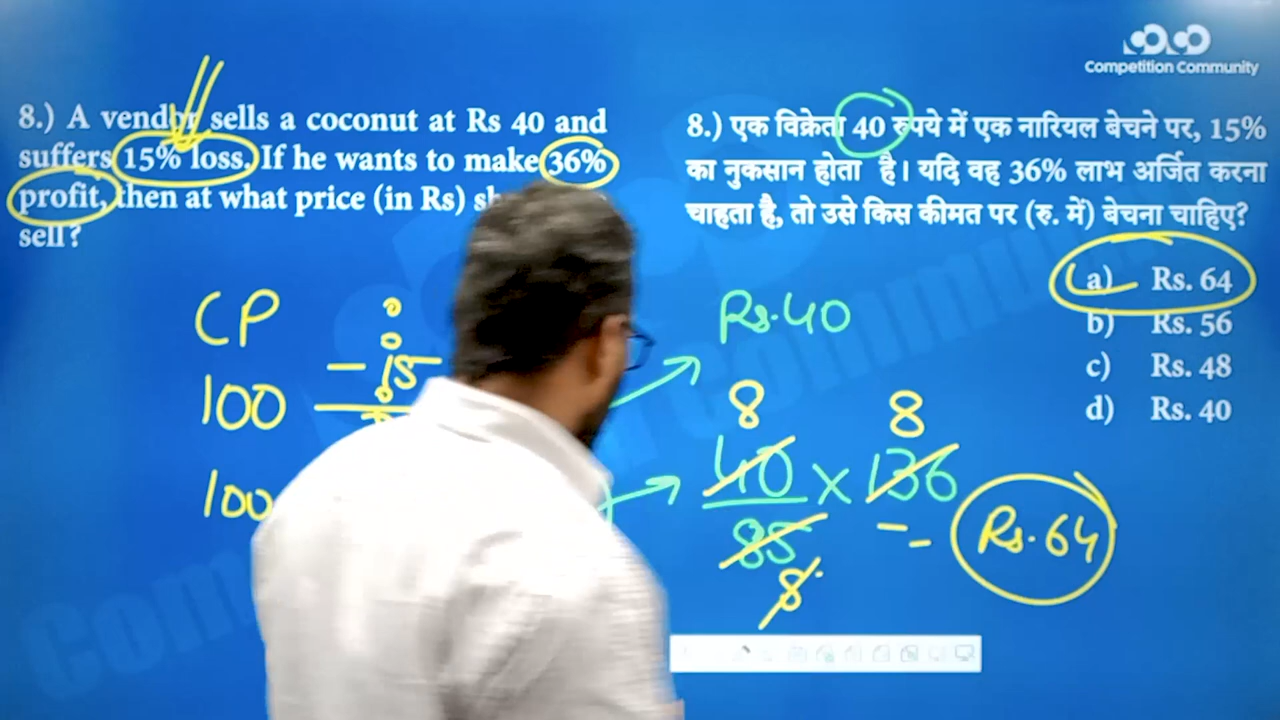 Competition Community
8.) A vendor sells a coconut at Rs 40 and
suffers 15% loss. If he wants to make 36%
profit, then at what price (in Rs)
sell?
8.) एक विक्रेता 40 रुपये में एक नारियल बेचने पर, 15%
का नुकसान होता है। यदि वह 36% लाभ अर्जित करना
चाहता है, तो उसे किस कीमत पर (रु. में) बेचना चाहिए?
a) Rs. 64
b) Rs. 56
c) Rs. 48
d) Rs. 40
CP
- 15
100
100
Rs.40
8 8
40 × 136
85
8
Rs.64